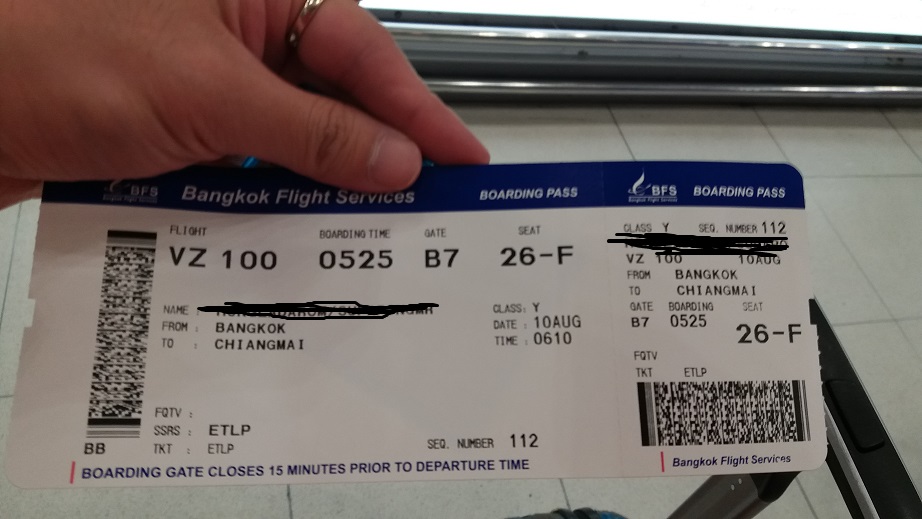 BFS Bangkok Flight Services BOARDING PASS
FLIGHT BOARDING TIME GATE SEAT
VZ 100 0525 B7 26-F
NAME
FROM : BANGKOK
TO : CHIANGMAI
CLASS: Y
DATE : 10AUG
TIME : 0610
FQTV :
SSRS : ETLP
TKT : ETLP
SEQ. NUMBER 112
BB
BOARDING GATE CLOSES 15 MINUTES PRIOR TO DEPARTURE TIME
BFS BOARDING PASS
Bangkok Flight Services
CLASS Y SEQ. NUMBER 112
VZ 100 10AUG
FROM BANGKOK
TO CHIANGMAI
GATE BOARDING SEAT
B7 0525 26-F
FQTV
TKT ETLP
Bangkok Flight Services